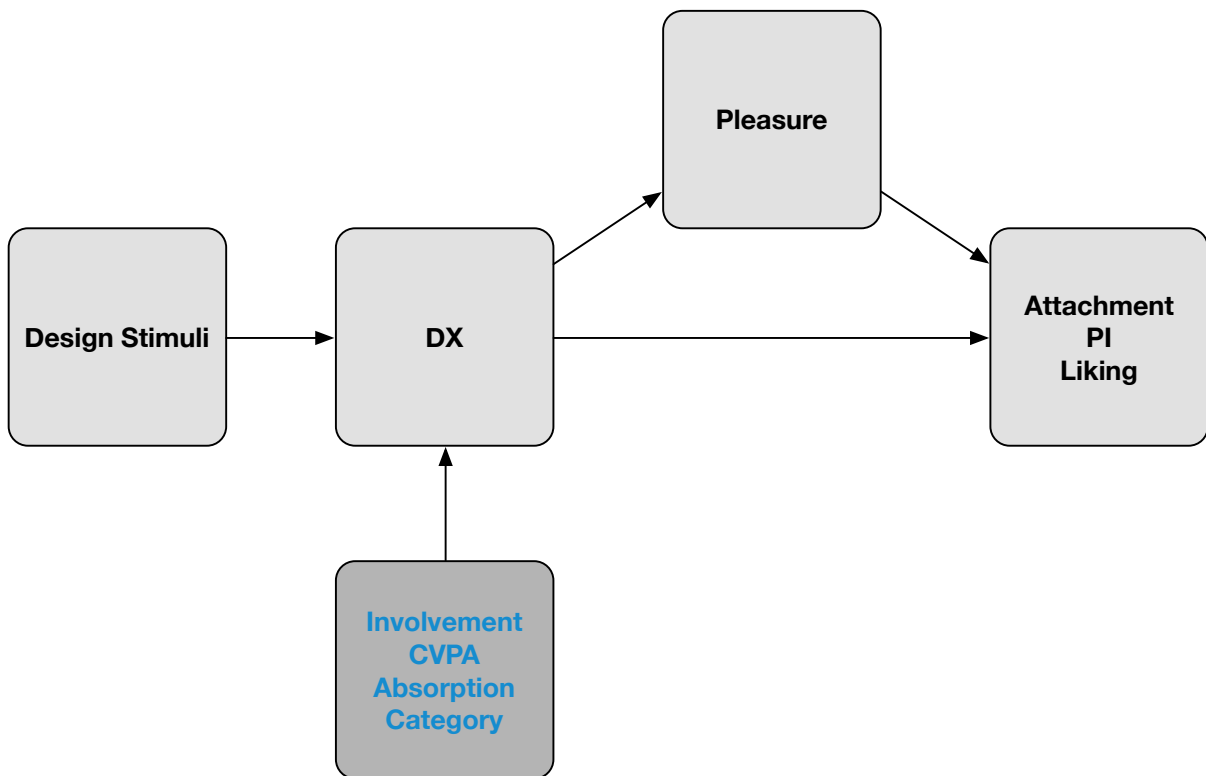 Pleasure
Design Stimuli
DX
Attachment
PI
Liking
Involvement
CVPA
Absorption
Category